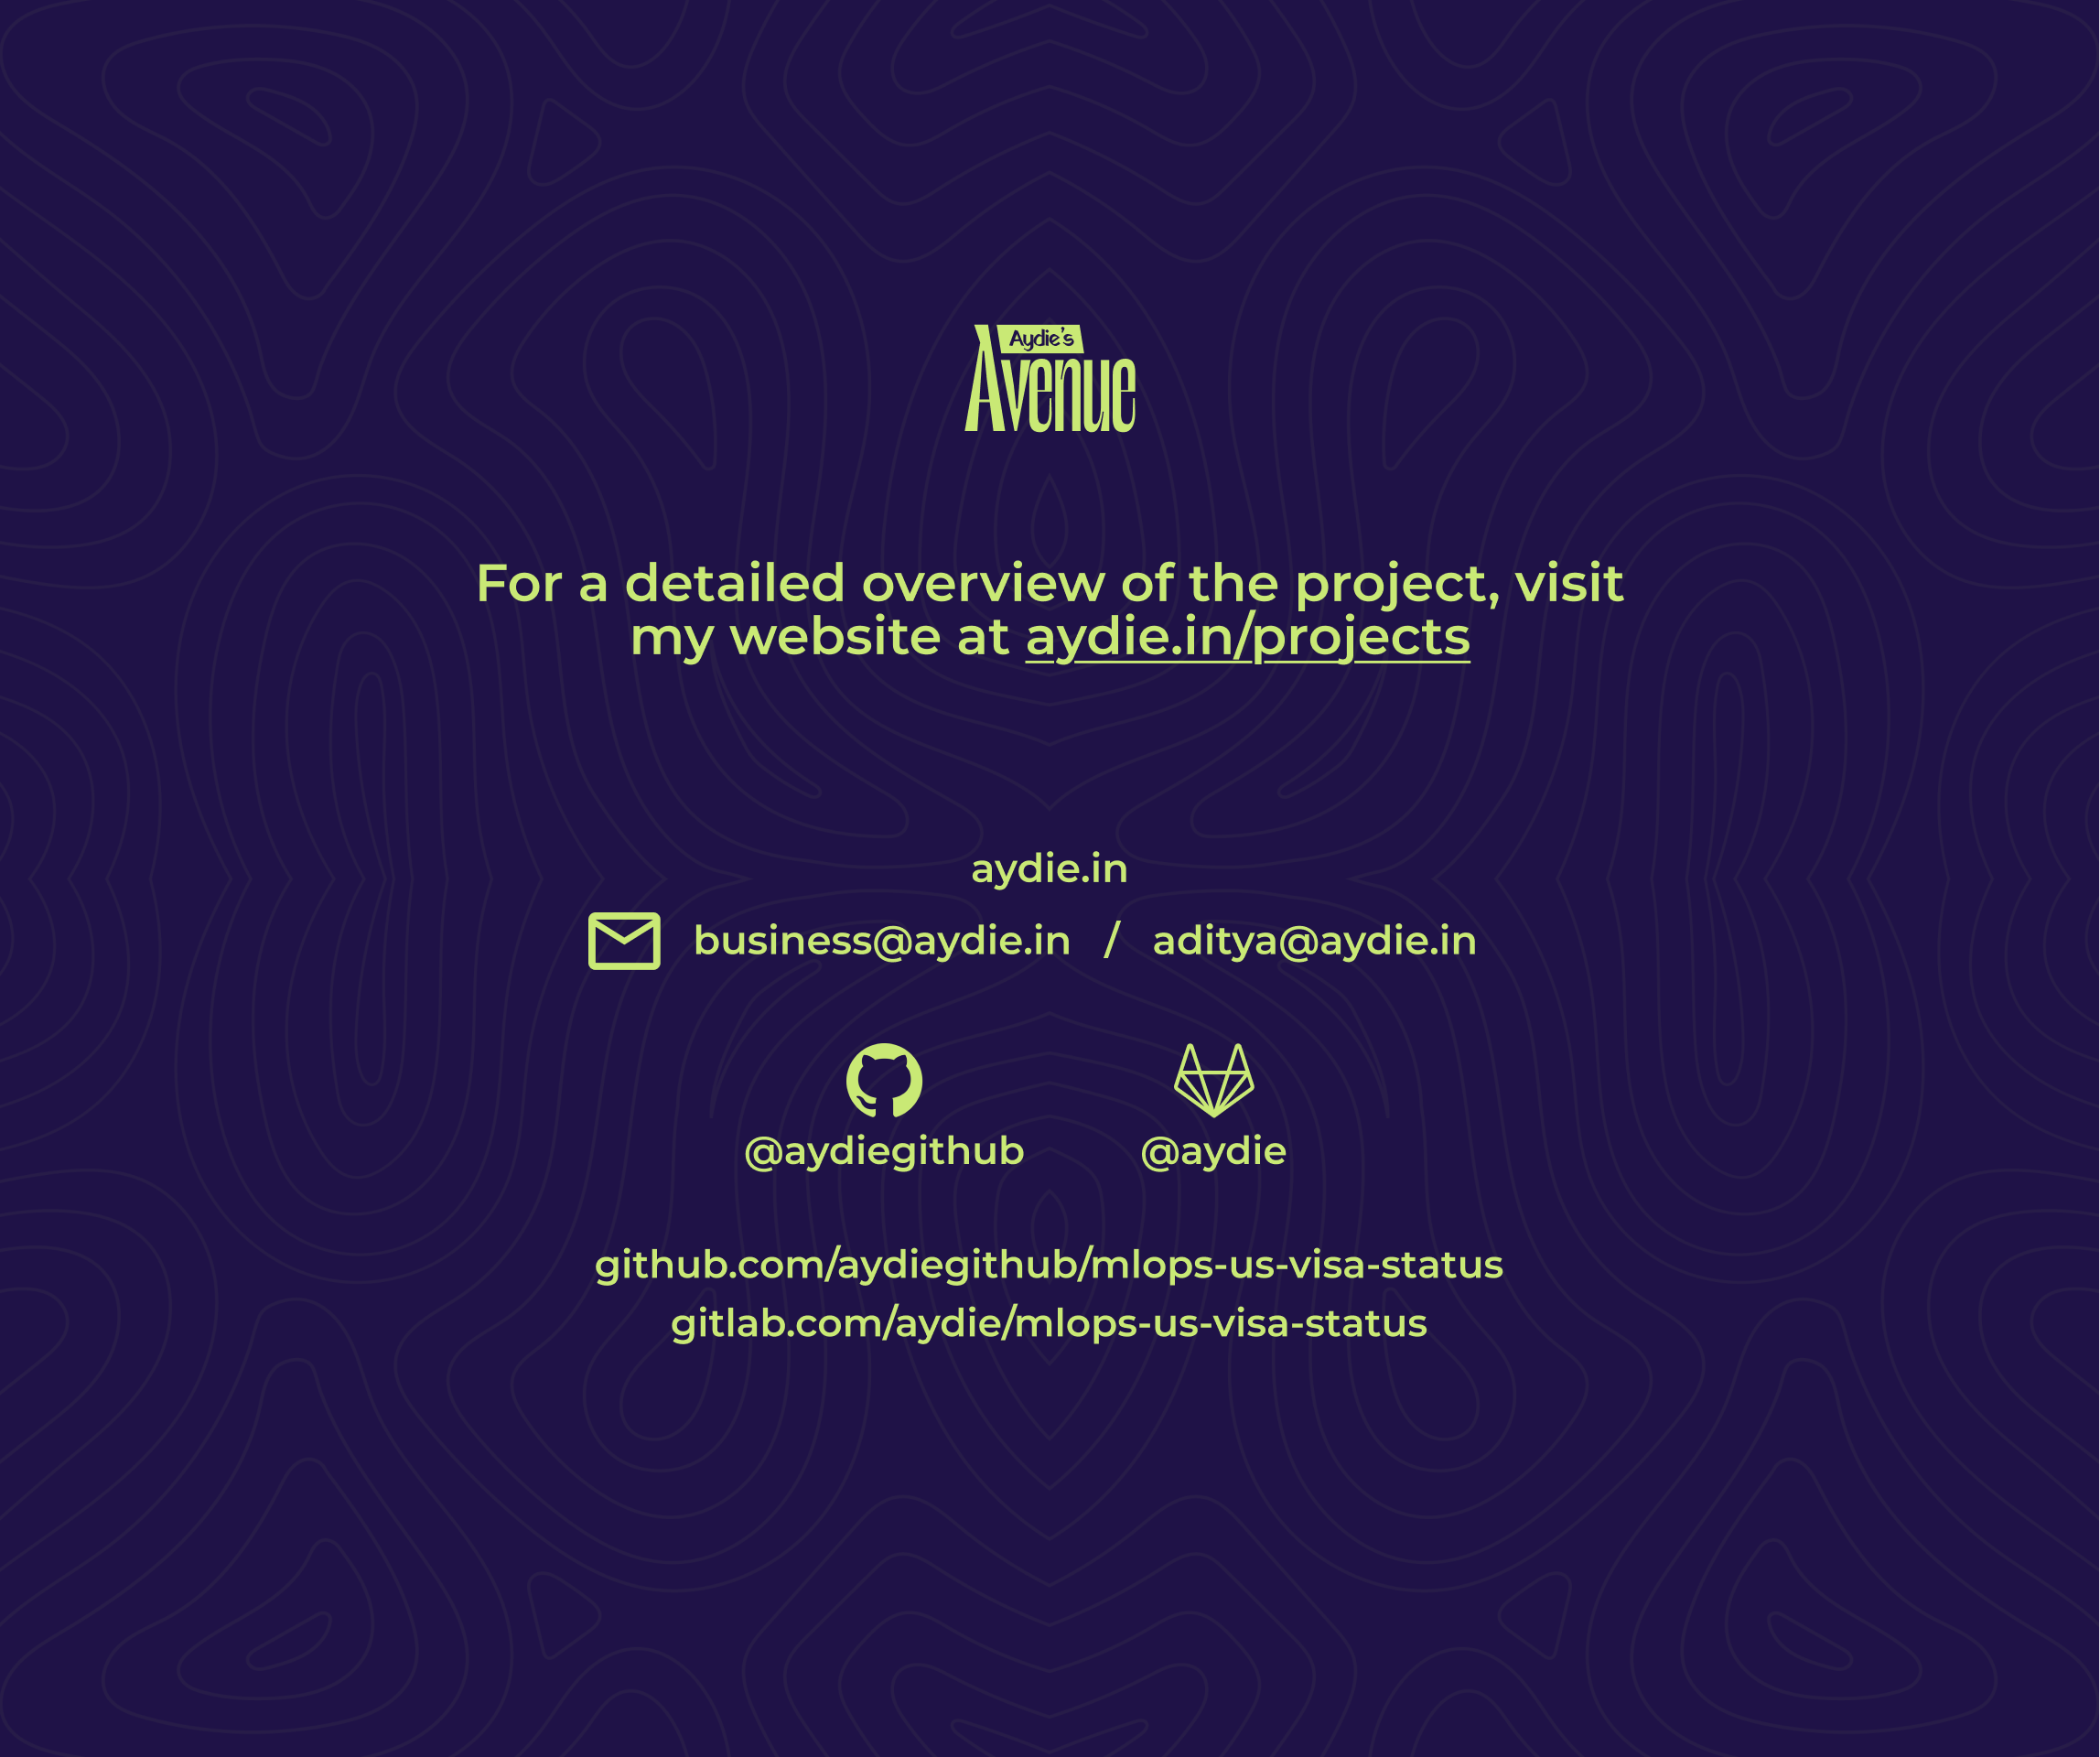 Aydie's
Avenue
For a detailed overview of the project, visit
my website at aydie.in/projects
aydie.in
business@aydie.in / aditya@aydie.in
@aydiegithub @aydie
github.com/aydiegithub/mlops-us-visa-status
gitlab.com/aydie/mlops-us-visa-status